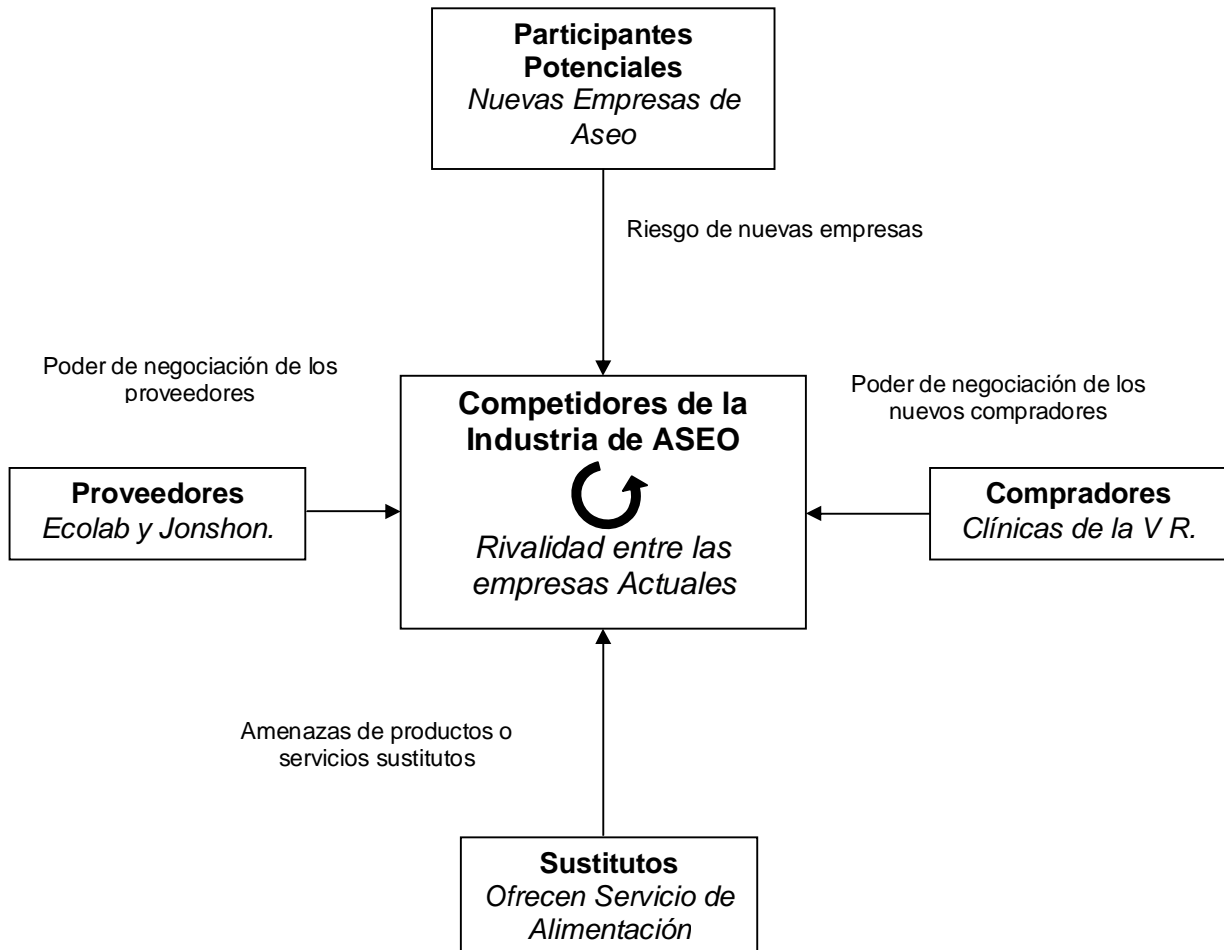 Participantes
Potenciales
Nuevas Empresas de
Aseo
Riesgo de nuevas empresas
Poder de negociación de los
proveedores
Poder de negociación de los
nuevos compradores
Competidores de la
Industria de ASEO
Rivalidad entre las
empresas Actuales
Proveedores
Ecolab y Jonshon.
Compradores
Clínicas de la V R.
Amenazas de productos o
servicios sustitutos
Sustitutos
Ofrecen Servicio de
Alimentación